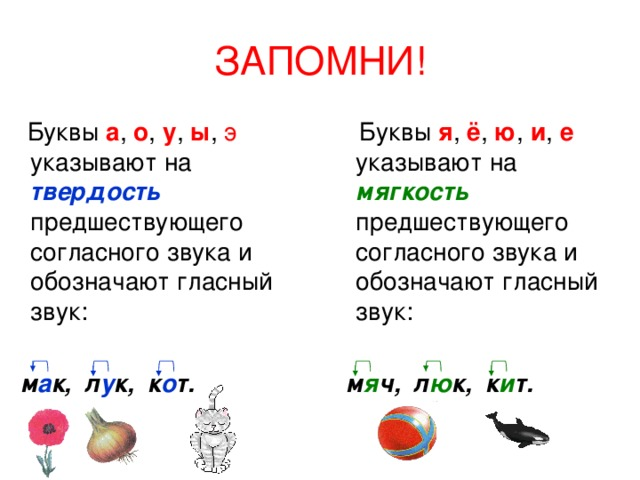 ЗАПОМНИ!
Буквы а, о, у, ы, э
указывают на
твердость
предшествующего
согласного звука и
обозначают гласный
звук:
мак, лук, кот.
Буквы я, ё, ю, и, е
указывают на
мягкость
предшествующего
согласного звука и
обозначают гласный
звук:
мяч, люк, кит.